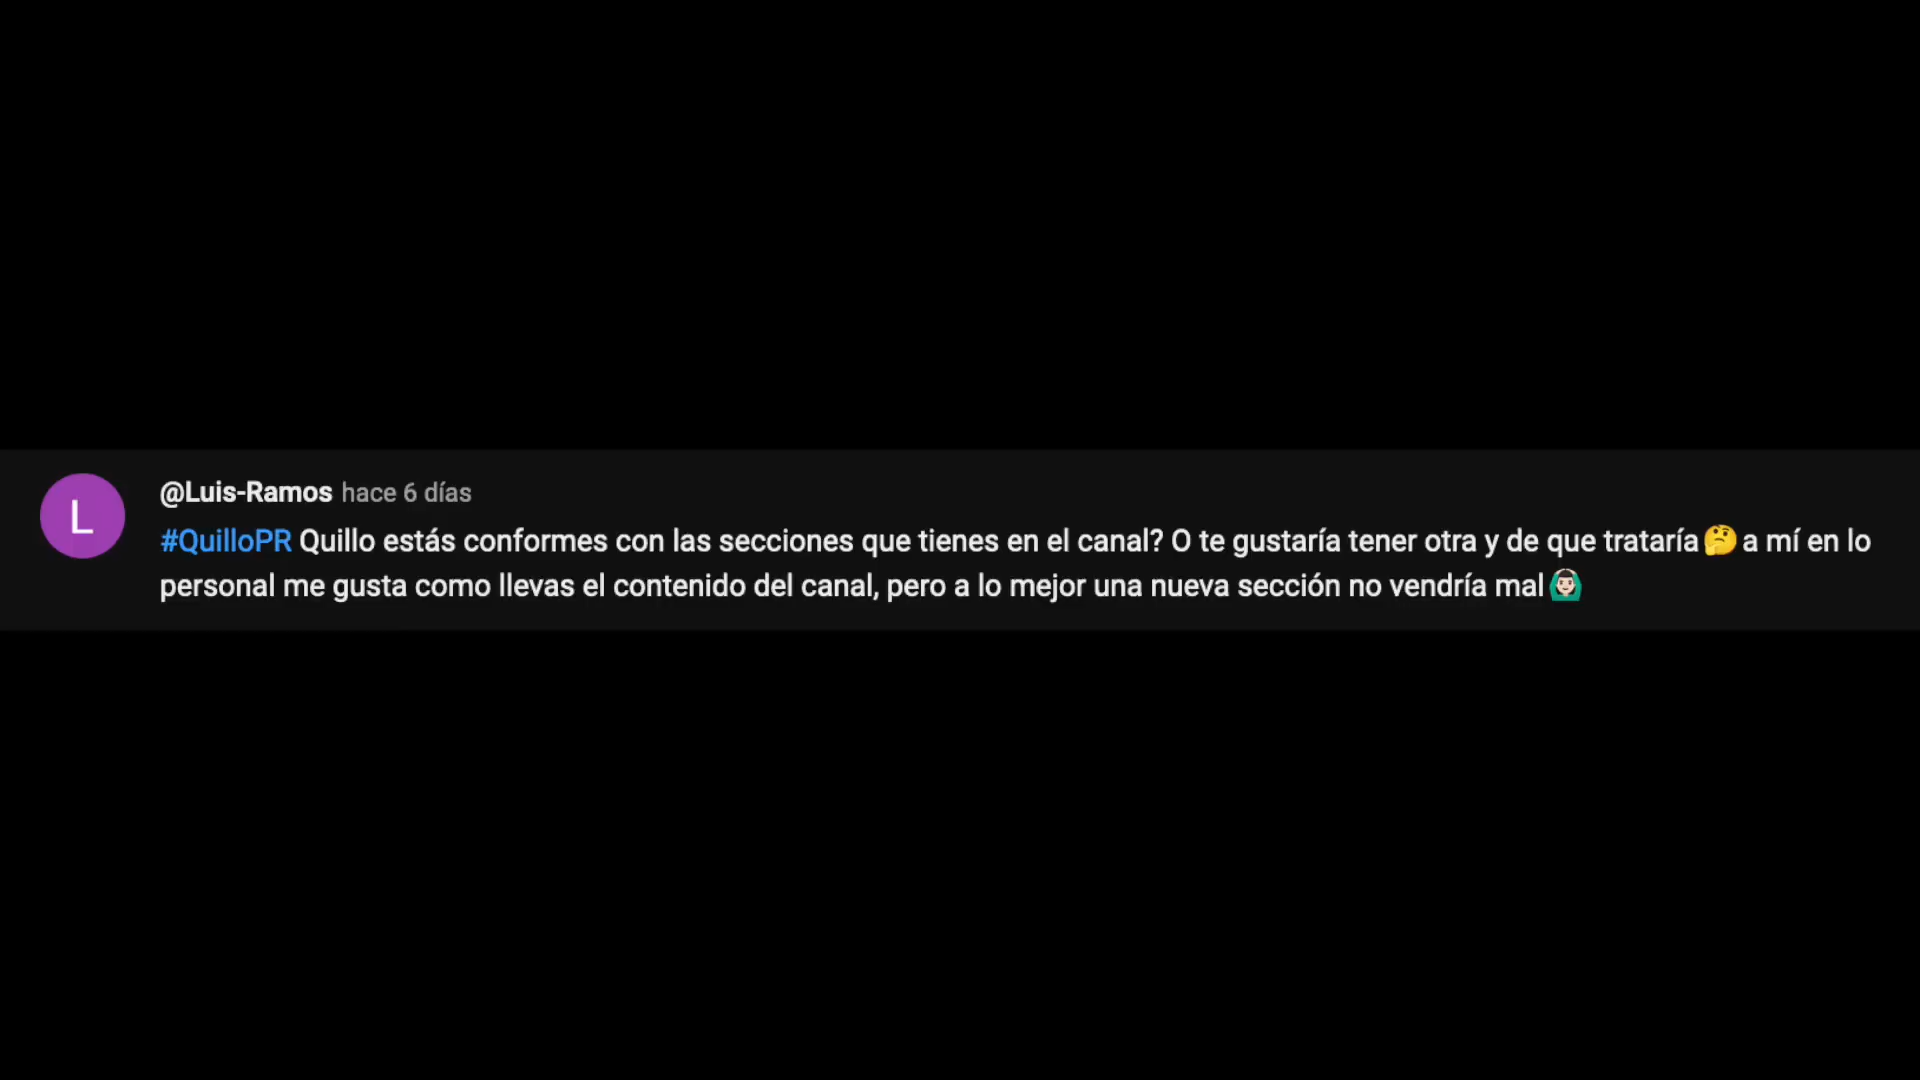 L
@Luis-Ramos hace 6 días
#QuilloPR Quillo estás conformes con las secciones que tienes en el canal? O te gustaría tener otra y de que trataría🤔 a mí en lo
personal me gusta como llevas el contenido del canal, pero a lo mejor una nueva sección no vendría mal🙆🏻‍♂️